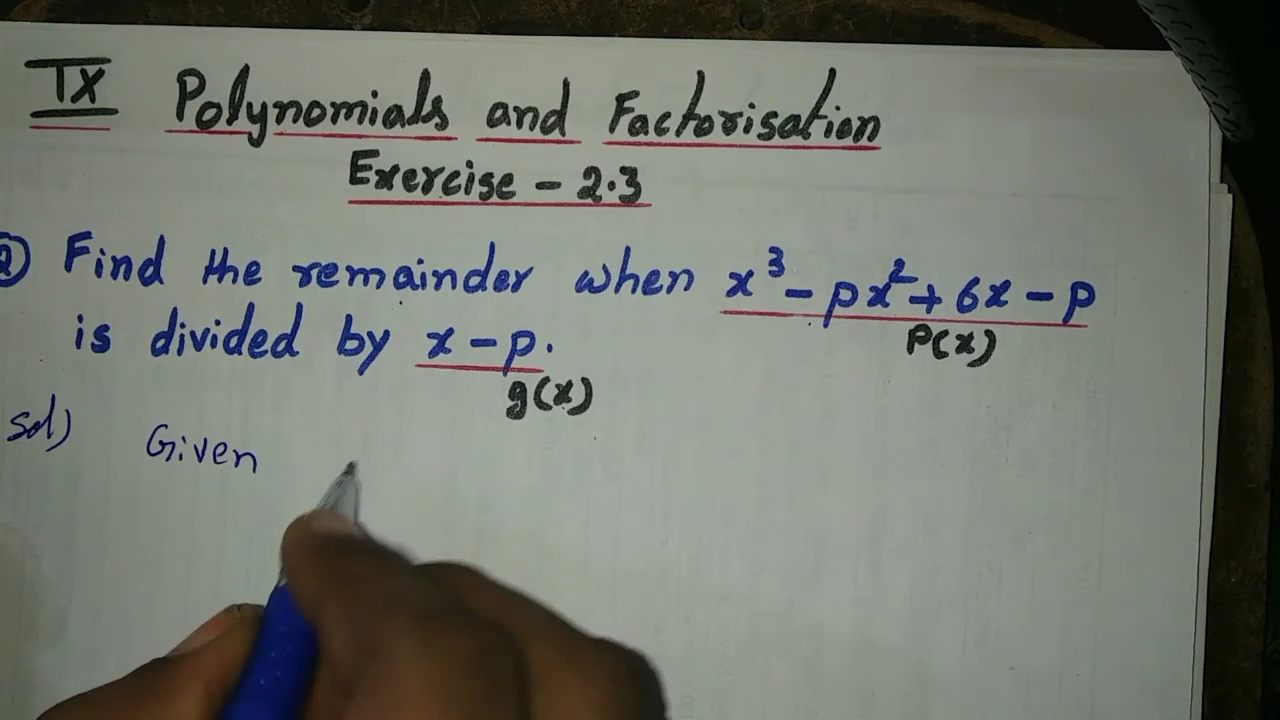 IX Polynomials and Factorisation
Exercise - 2.3
2) Find the remainder when x³ - px² + 6x - p
P(x)
is divided by x - p.
g(x)
Sol) Given